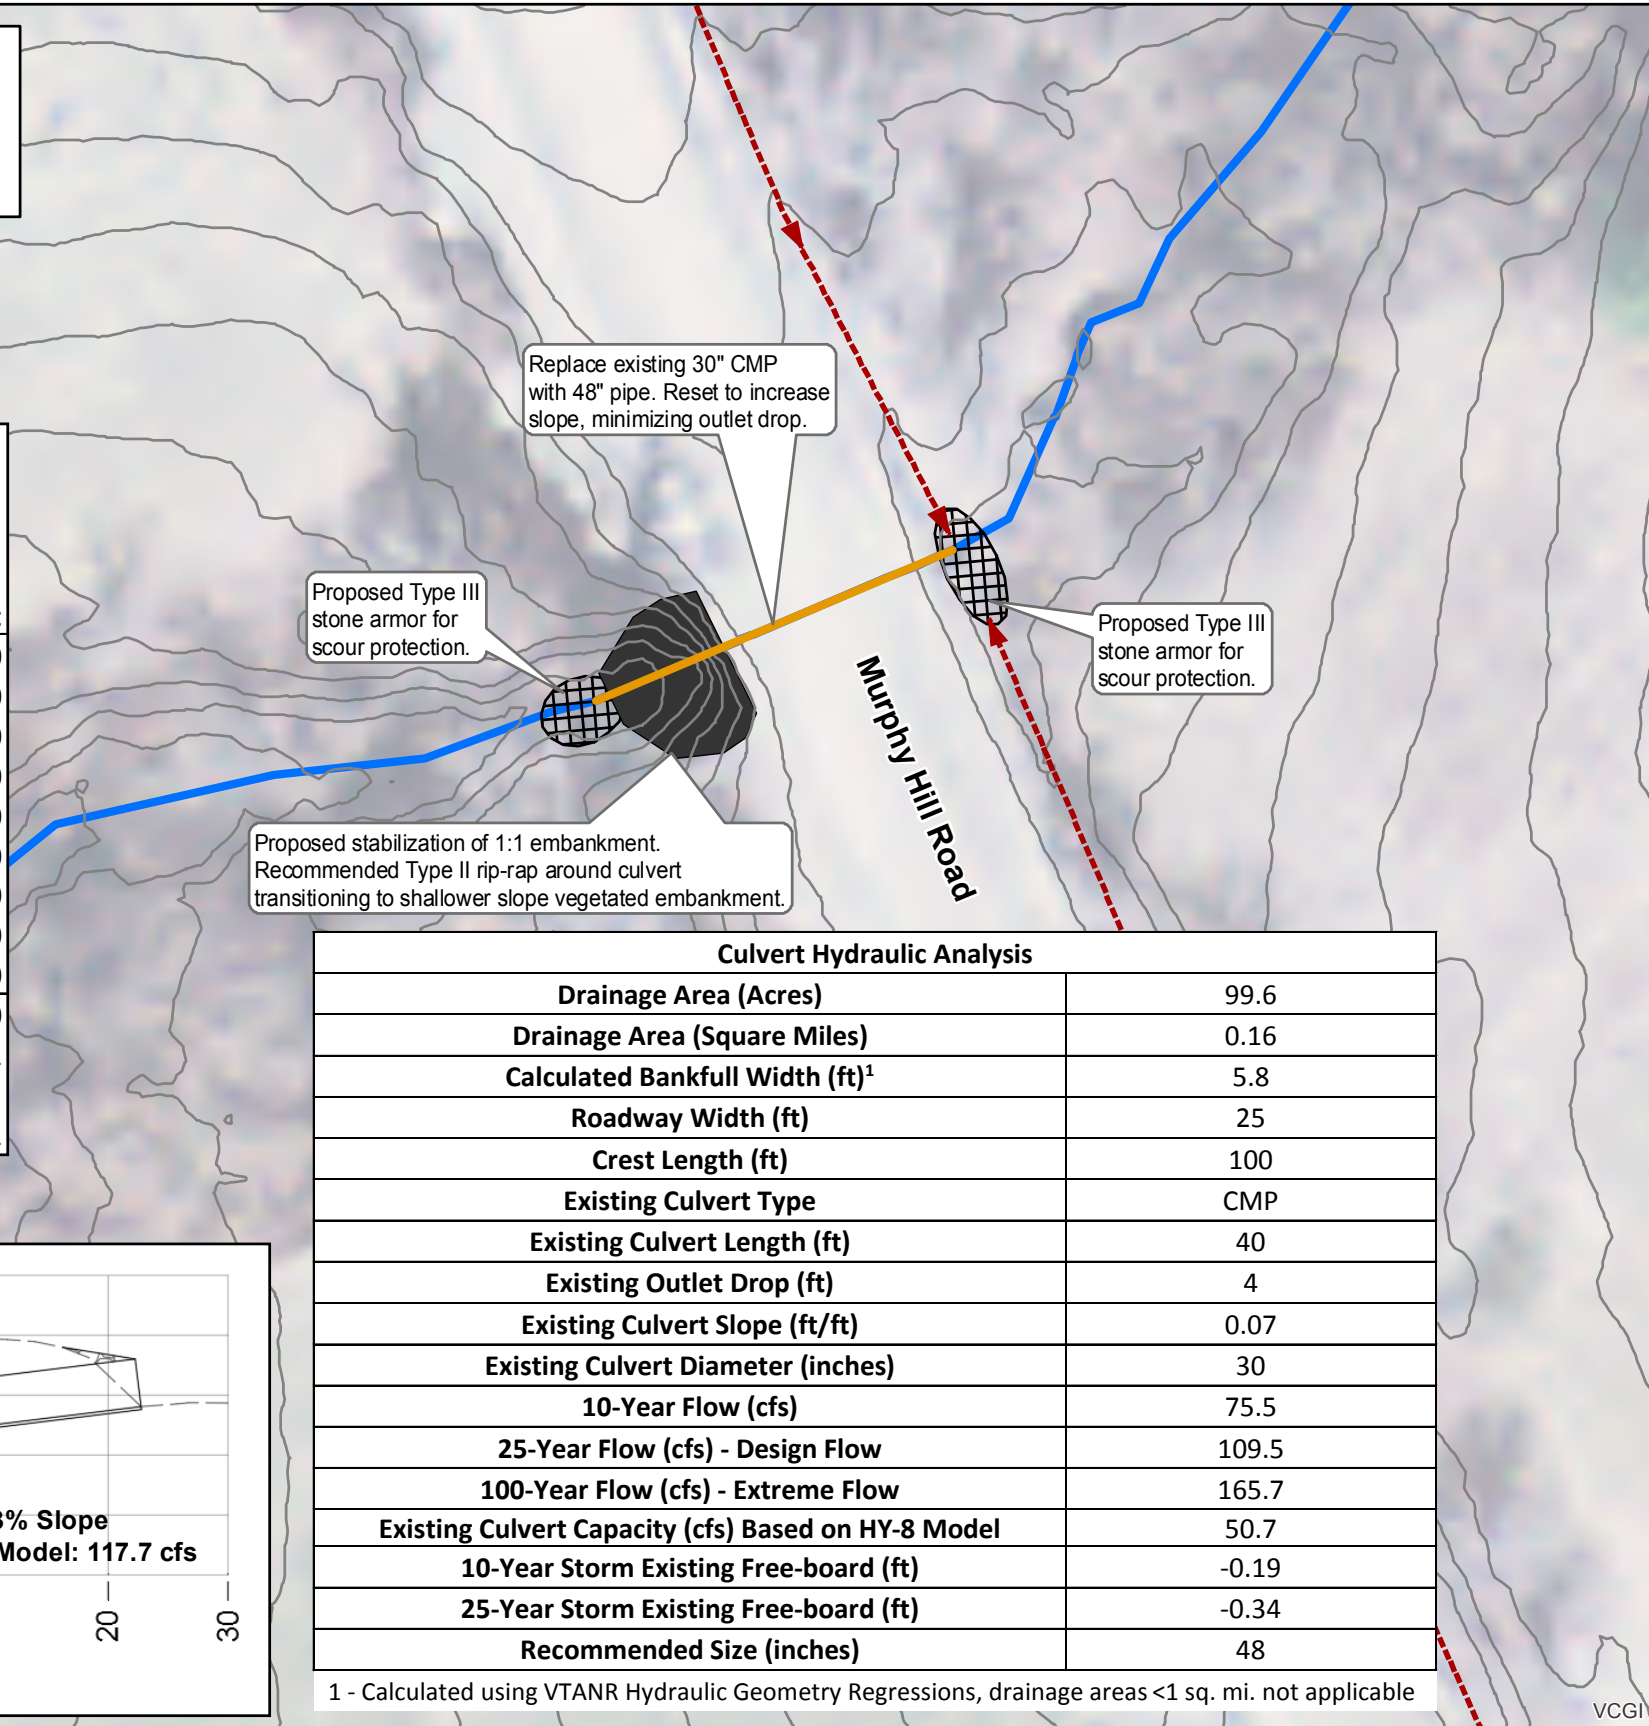 Replace existing 30" CMP
with 48" pipe. Reset to increase
slope, minimizing outlet drop.
Proposed Type III
stone armor for
scour protection.
Proposed Type III
stone armor for
scour protection.
Murphy Hill Road
Proposed stabilization of 1:1 embankment.
Recommended Type II rip-rap around culvert
transitioning to shallower slope vegetated embankment.
Culvert Hydraulic Analysis
Drainage Area (Acres) 99.6
Drainage Area (Square Miles) 0.16
Calculated Bankfull Width (ft)¹ 5.8
Roadway Width (ft) 25
Crest Length (ft) 100
Existing Culvert Type CMP
Existing Culvert Length (ft) 40
Existing Outlet Drop (ft) 4
Existing Culvert Slope (ft/ft) 0.07
Existing Culvert Diameter (inches) 30
10-Year Flow (cfs) 75.5
25-Year Flow (cfs) - Design Flow 109.5
100-Year Flow (cfs) - Extreme Flow 165.7
Existing Culvert Capacity (cfs) Based on HY-8 Model 50.7
10-Year Storm Existing Free-board (ft) -0.19
25-Year Storm Existing Free-board (ft) -0.34
Recommended Size (inches) 48
1 - Calculated using VTANR Hydraulic Geometry Regressions, drainage areas <1 sq. mi. not applicable
% Slope
Model: 117.7 cfs
20
30
VCGI